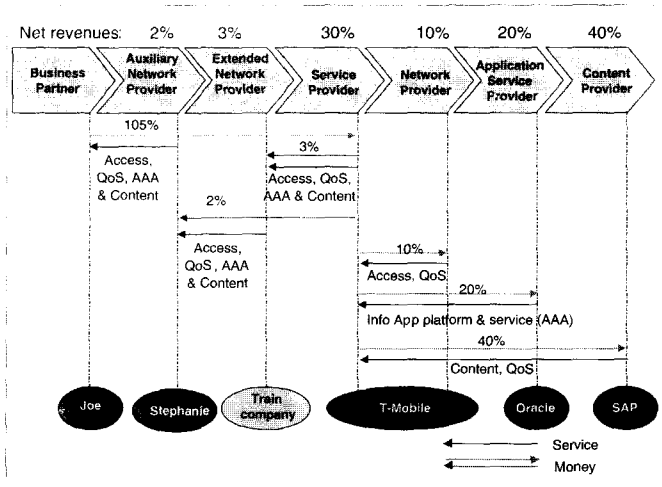 Net revenues: 2% 3% 30% 10% 20% 40%
Business
Partner
Auxiliary
Network
Provider
Extended
Network
Provider
Service
Provider
Network
Provider
Application
Service
Provider
Content
Provider
105%
Access,
QoS, AAA
& Content
3%
Access, QoS,
AAA & Content
2%
Access,
QoS, AAA
& Content
10%
Access, QoS
20%
Info App platform & service (AAA)
40%
Content, QoS
Joe
Stephanie
Train
company
T-Mobile
Oracle
SAP
Service
Money